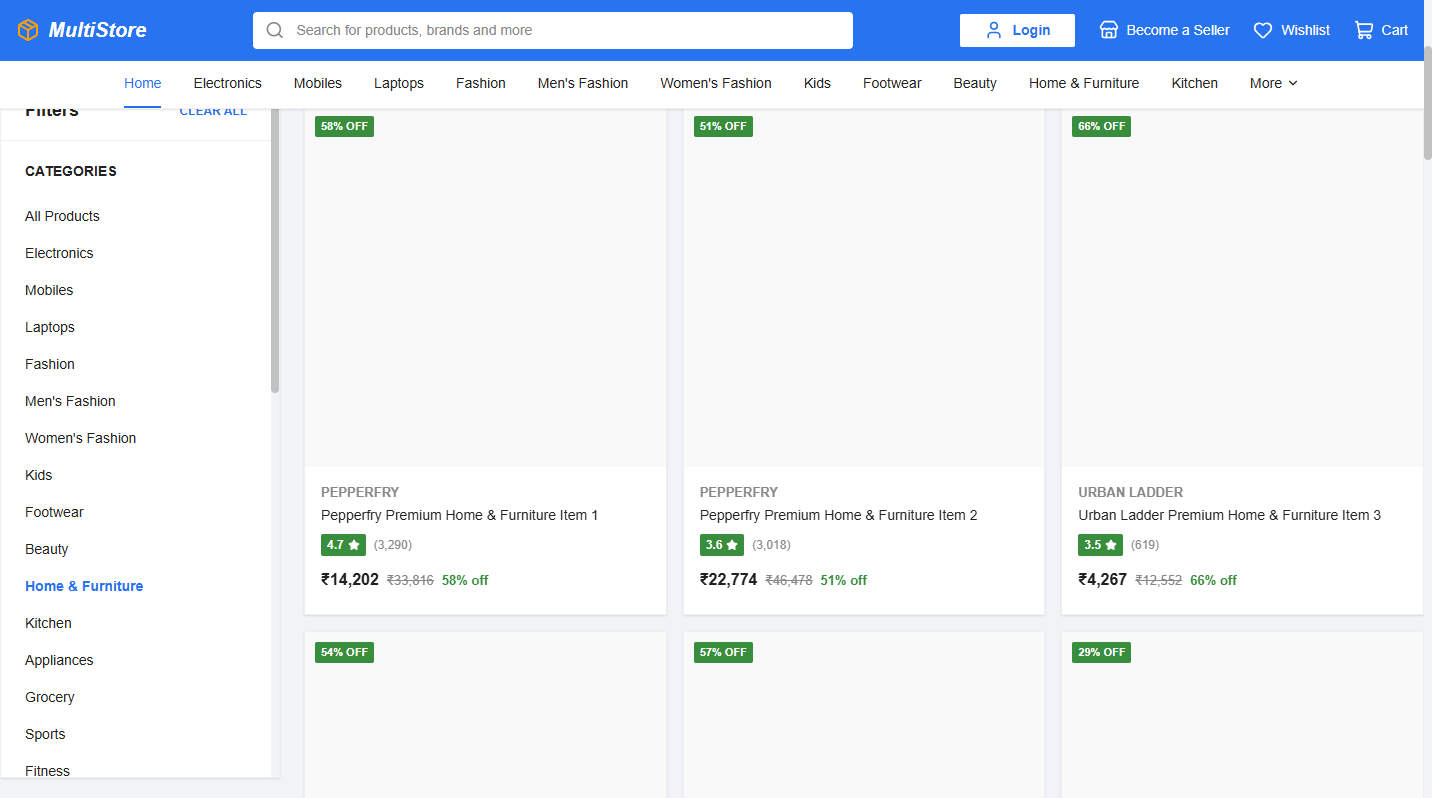 MultiStore
Search for products, brands and more
Login
Become a Seller
Wishlist
Cart
Home
Electronics
Mobiles
Laptops
Fashion
Men's Fashion
Women's Fashion
Kids
Footwear
Beauty
Home & Furniture
Kitchen
More
Filters
CLEAR ALL
CATEGORIES
All Products
Electronics
Mobiles
Laptops
Fashion
Men's Fashion
Women's Fashion
Kids
Footwear
Beauty
Home & Furniture
Kitchen
Appliances
Grocery
Sports
Fitness
58% OFF
PEPPERFRY
Pepperfry Premium Home & Furniture Item 1
4.7 (3,290)
₹14,202 ₹33,816 58% off
51% OFF
PEPPERFRY
Pepperfry Premium Home & Furniture Item 2
3.6 (3,018)
₹22,774 ₹46,478 51% off
66% OFF
URBAN LADDER
Urban Ladder Premium Home & Furniture Item 3
3.5 (619)
₹4,267 ₹12,552 66% off
54% OFF
57% OFF
29% OFF